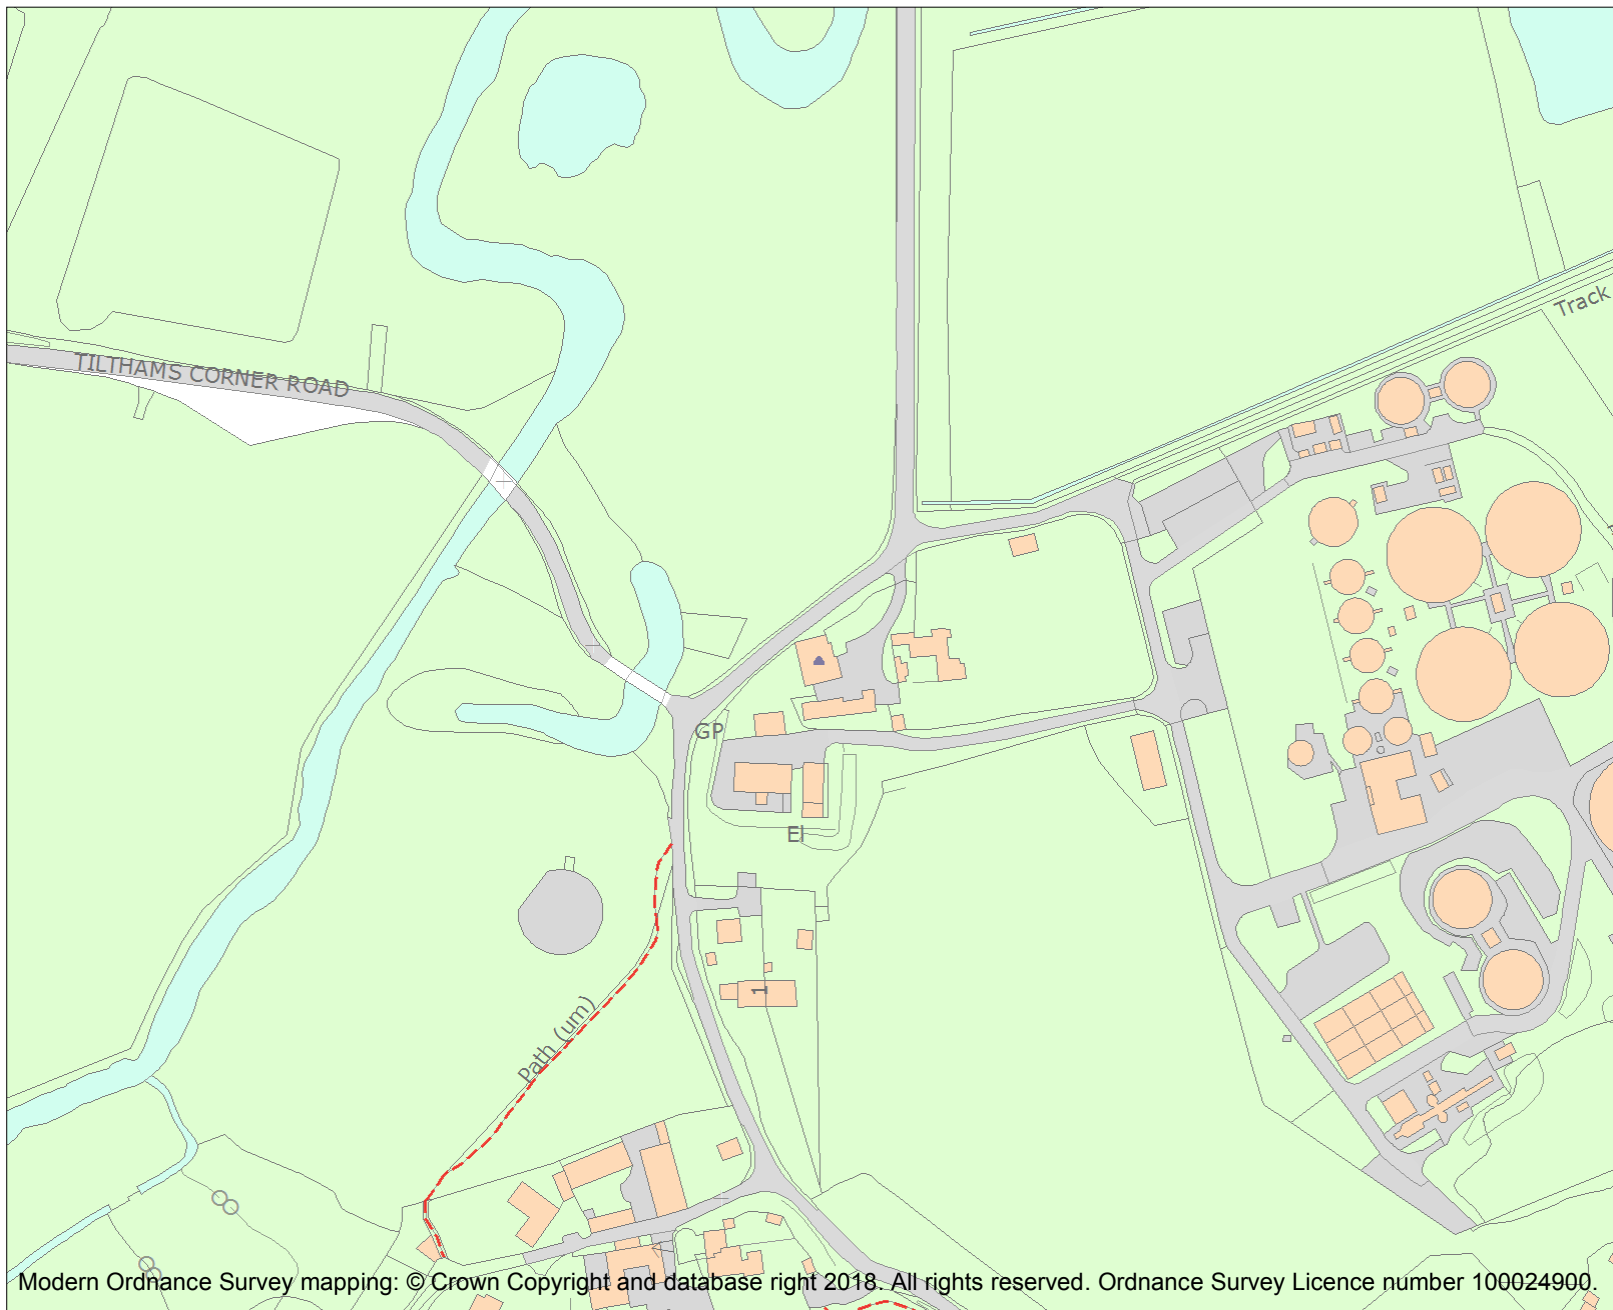 Track
TILTHAMS CORNER ROAD
GP
El
1
Path (um)
Modern Ordnance Survey mapping: © Crown Copyright and database right 2018. All rights reserved. Ordnance Survey Licence number 100024900.